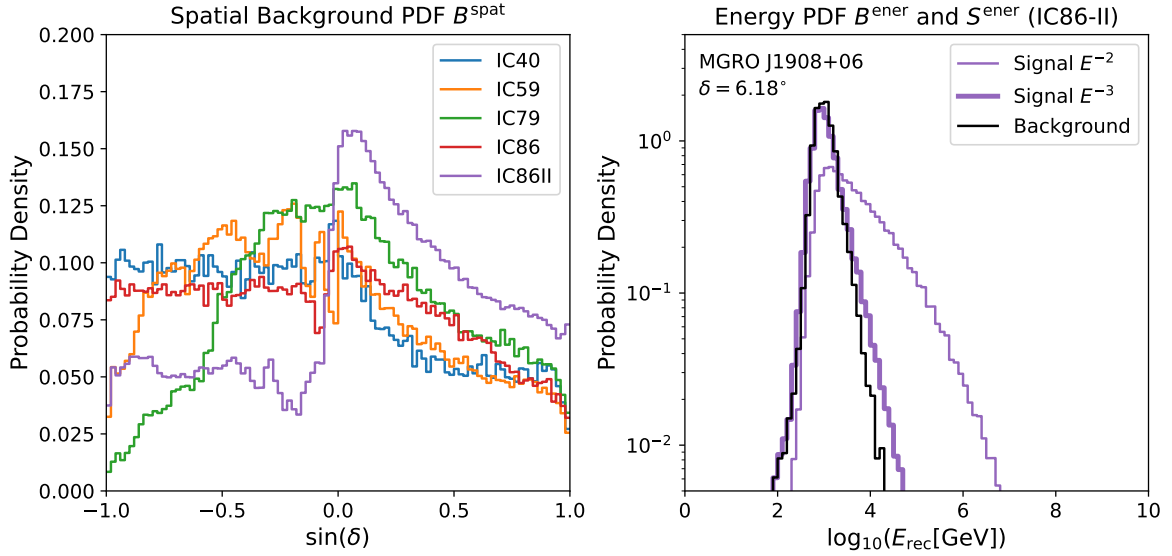 Spatial Background PDF B^spat
0.200
0.175
0.150
0.125
0.100
0.075
0.050
0.025
0.000
Probability Density
IC40
IC59
IC79
IC86
IC86II
−1.0 −0.5 0.0 0.5 1.0
sin(δ)
Energy PDF B^ener and S^ener (IC86-II)
MGRO J1908+06
δ = 6.18°
Signal E^−2
Signal E^−3
Background
10^0
10^−1
10^−2
Probability Density
0 2 4 6 8 10
log₁₀(E_rec[GeV])